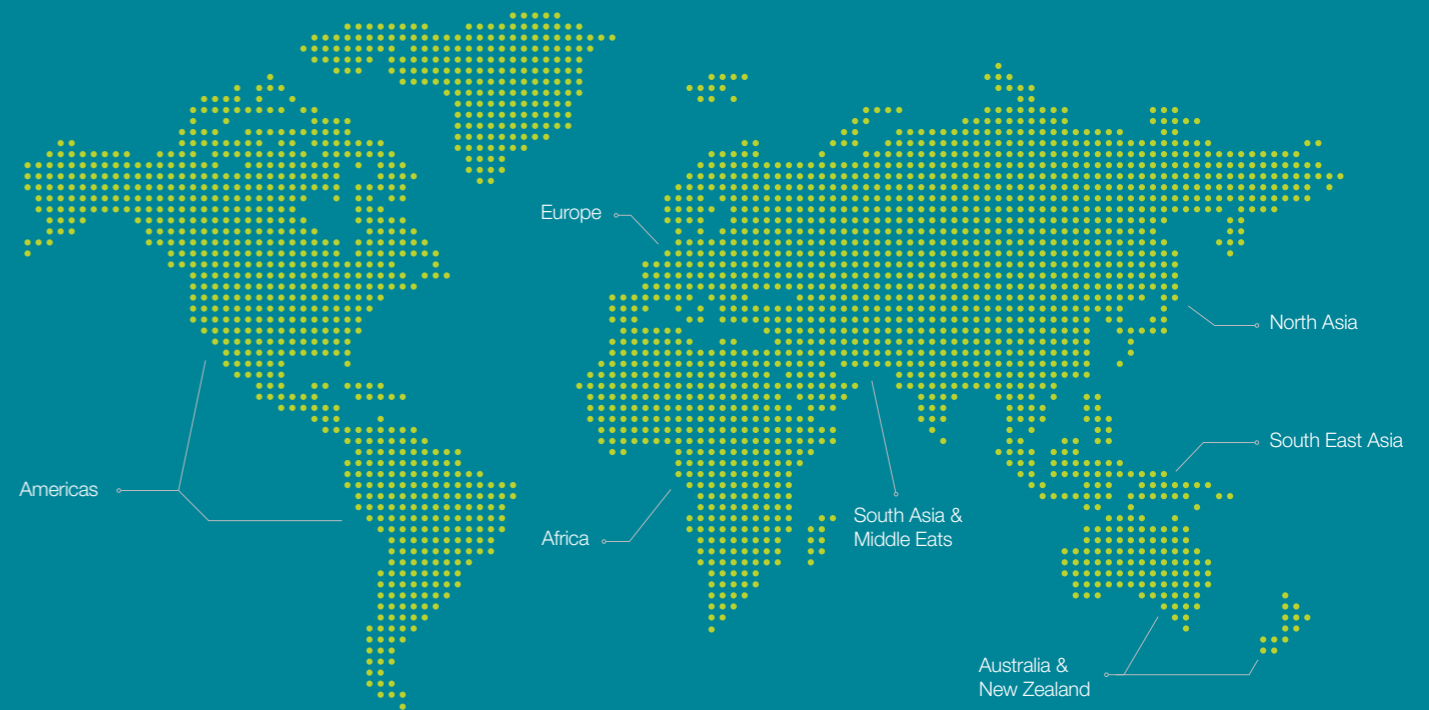 Europe
North Asia
South East Asia
Americas
Africa
South Asia &
Middle Eats
Australia &
New Zealand